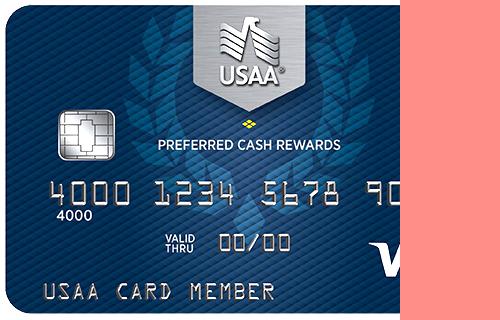 USAA®
PREFERRED CASH REWARDS
4000 1234 5678 90
4000
VALID THRU 00/00
V
USAA CARD MEMBER